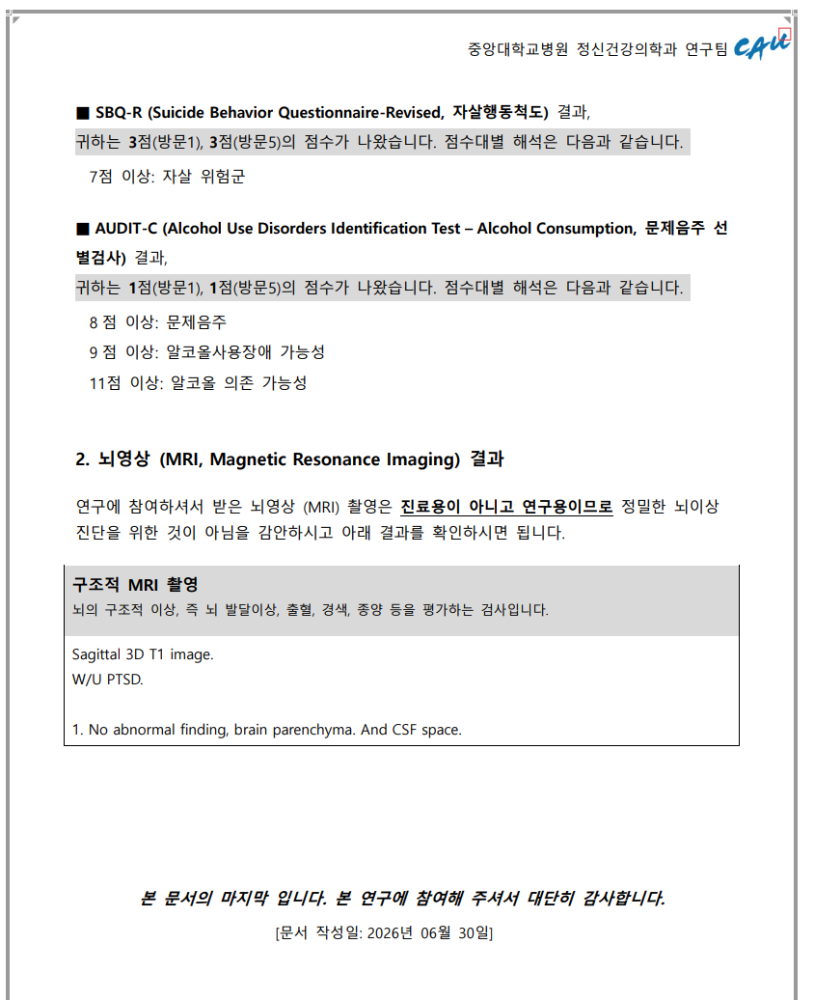 중앙대학교병원 정신건강의학과 연구팀 CAU
■ SBQ-R (Suicide Behavior Questionnaire-Revised, 자살행동척도) 결과,
귀하는 3점(방문1), 3점(방문5)의 점수가 나왔습니다. 점수대별 해석은 다음과 같습니다.
7점 이상: 자살 위험군
■ AUDIT-C (Alcohol Use Disorders Identification Test – Alcohol Consumption, 문제음주 선
별검사) 결과,
귀하는 1점(방문1), 1점(방문5)의 점수가 나왔습니다. 점수대별 해석은 다음과 같습니다.
8 점 이상: 문제음주
9 점 이상: 알코올사용장애 가능성
11점 이상: 알코올 의존 가능성
2. 뇌영상 (MRI, Magnetic Resonance Imaging) 결과
연구에 참여하셔서 받은 뇌영상 (MRI) 촬영은 진료용이 아니고 연구용이므로 정밀한 뇌이상
진단을 위한 것이 아님을 감안하시고 아래 결과를 확인하시면 됩니다.
구조적 MRI 촬영
뇌의 구조적 이상, 즉 뇌 발달이상, 출혈, 경색, 종양 등을 평가하는 검사입니다.
Sagittal 3D T1 image.
W/U PTSD.
1. No abnormal finding, brain parenchyma. And CSF space.
본 문서의 마지막 입니다. 본 연구에 참여해 주셔서 대단히 감사합니다.
[문서 작성일: 2026년 06월 30일]